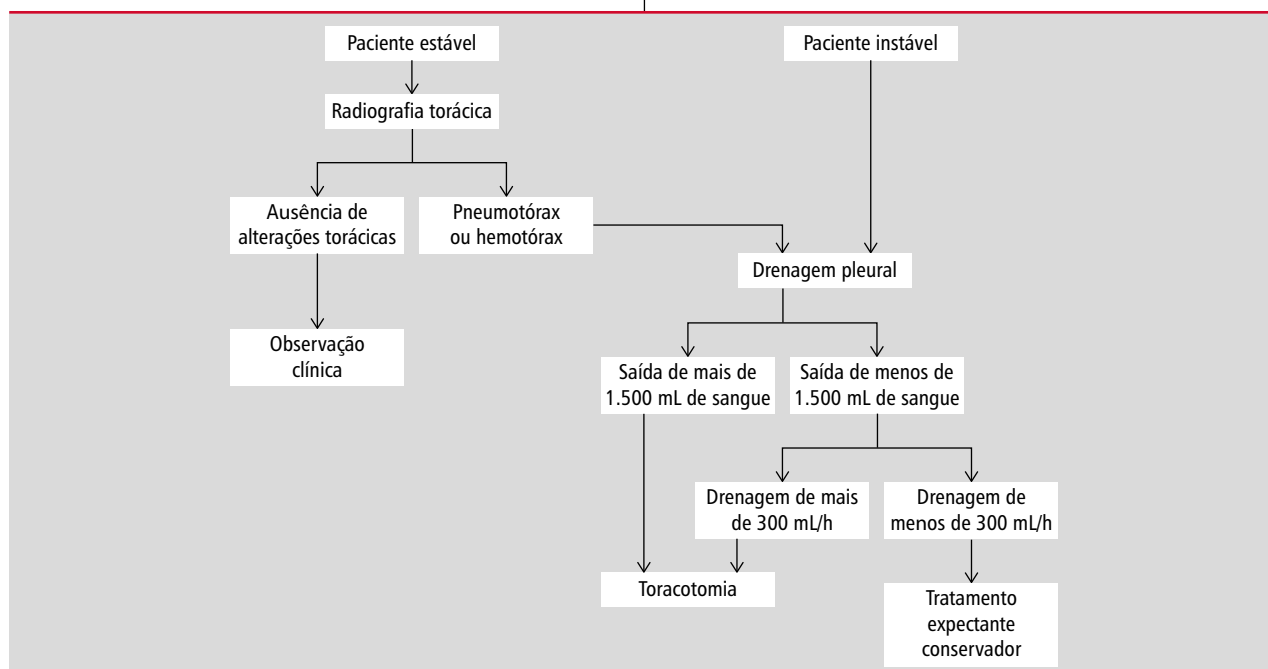 Paciente estável
Paciente instável
Radiografia torácica
Ausência de
alterações torácicas
Pneumotórax
ou hemotórax
Drenagem pleural
Observação
clínica
Saída de mais de
1.500 mL de sangue
Saída de menos de
1.500 mL de sangue
Drenagem de mais
de 300 mL/h
Drenagem de
menos de 300 mL/h
Toracotomia
Tratamento
expectante
conservador